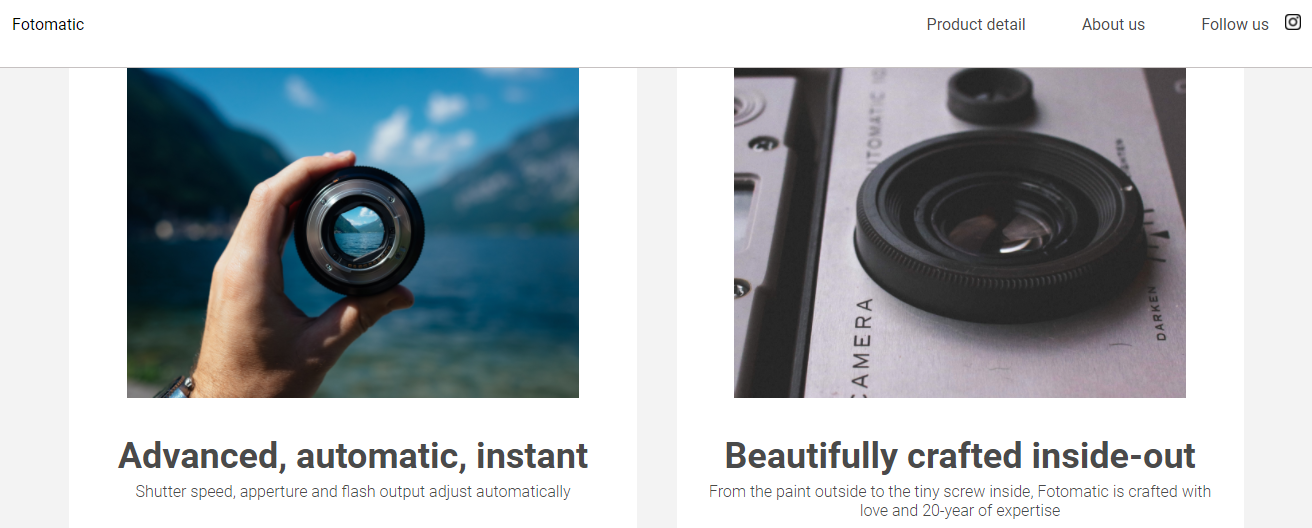 Fotomatic
Product detail
About us
Follow us
CAMERA
DARKEN
Advanced, automatic, instant
Shutter speed, apperture and flash output adjust automatically
Beautifully crafted inside-out
From the paint outside to the tiny screw inside, Fotomatic is crafted with
love and 20-year of expertise